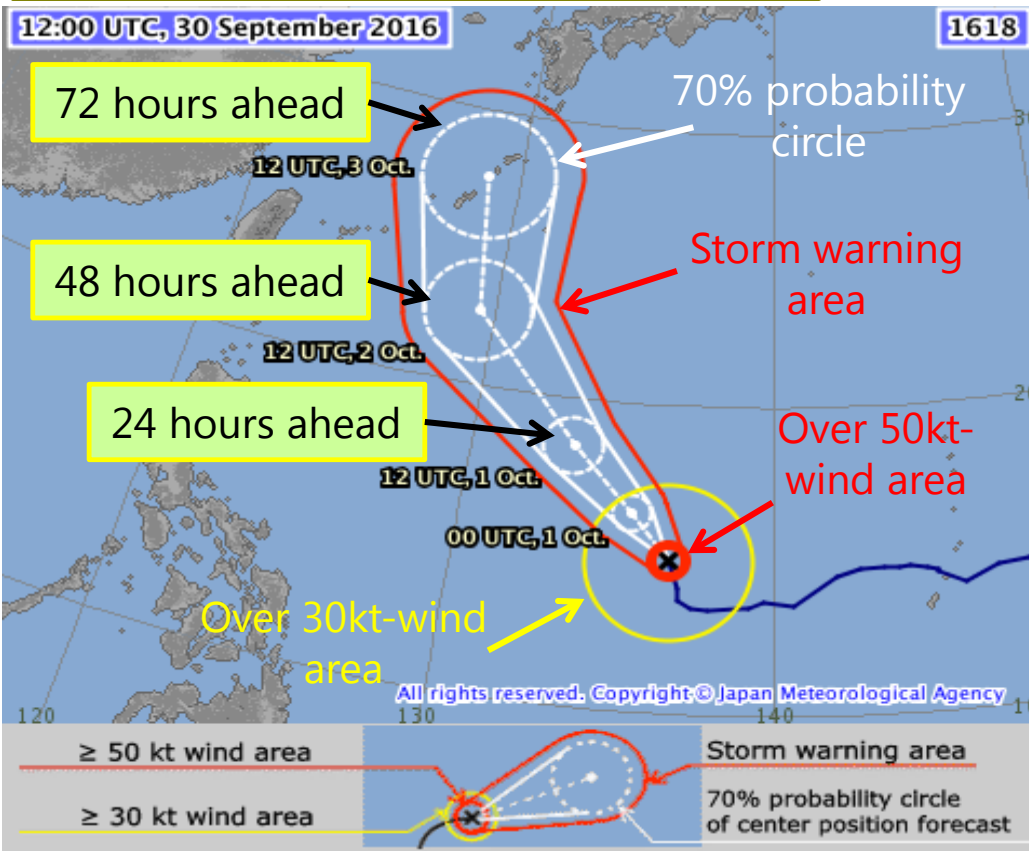 12:00 UTC, 30 September 2016
1618
72 hours ahead
70% probability
circle
12 UTC, 3 Oct.
48 hours ahead
Storm warning
area
12 UTC, 2 Oct.
24 hours ahead
Over 50kt-
wind area
12 UTC, 1 Oct.
00 UTC, 1 Oct.
Over 30kt-wind
area
All rights reserved. Copyright © Japan Meteorological Agency
120
130
140
≥ 50 kt wind area
Storm warning area
≥ 30 kt wind area
70% probability circle
of center position forecast